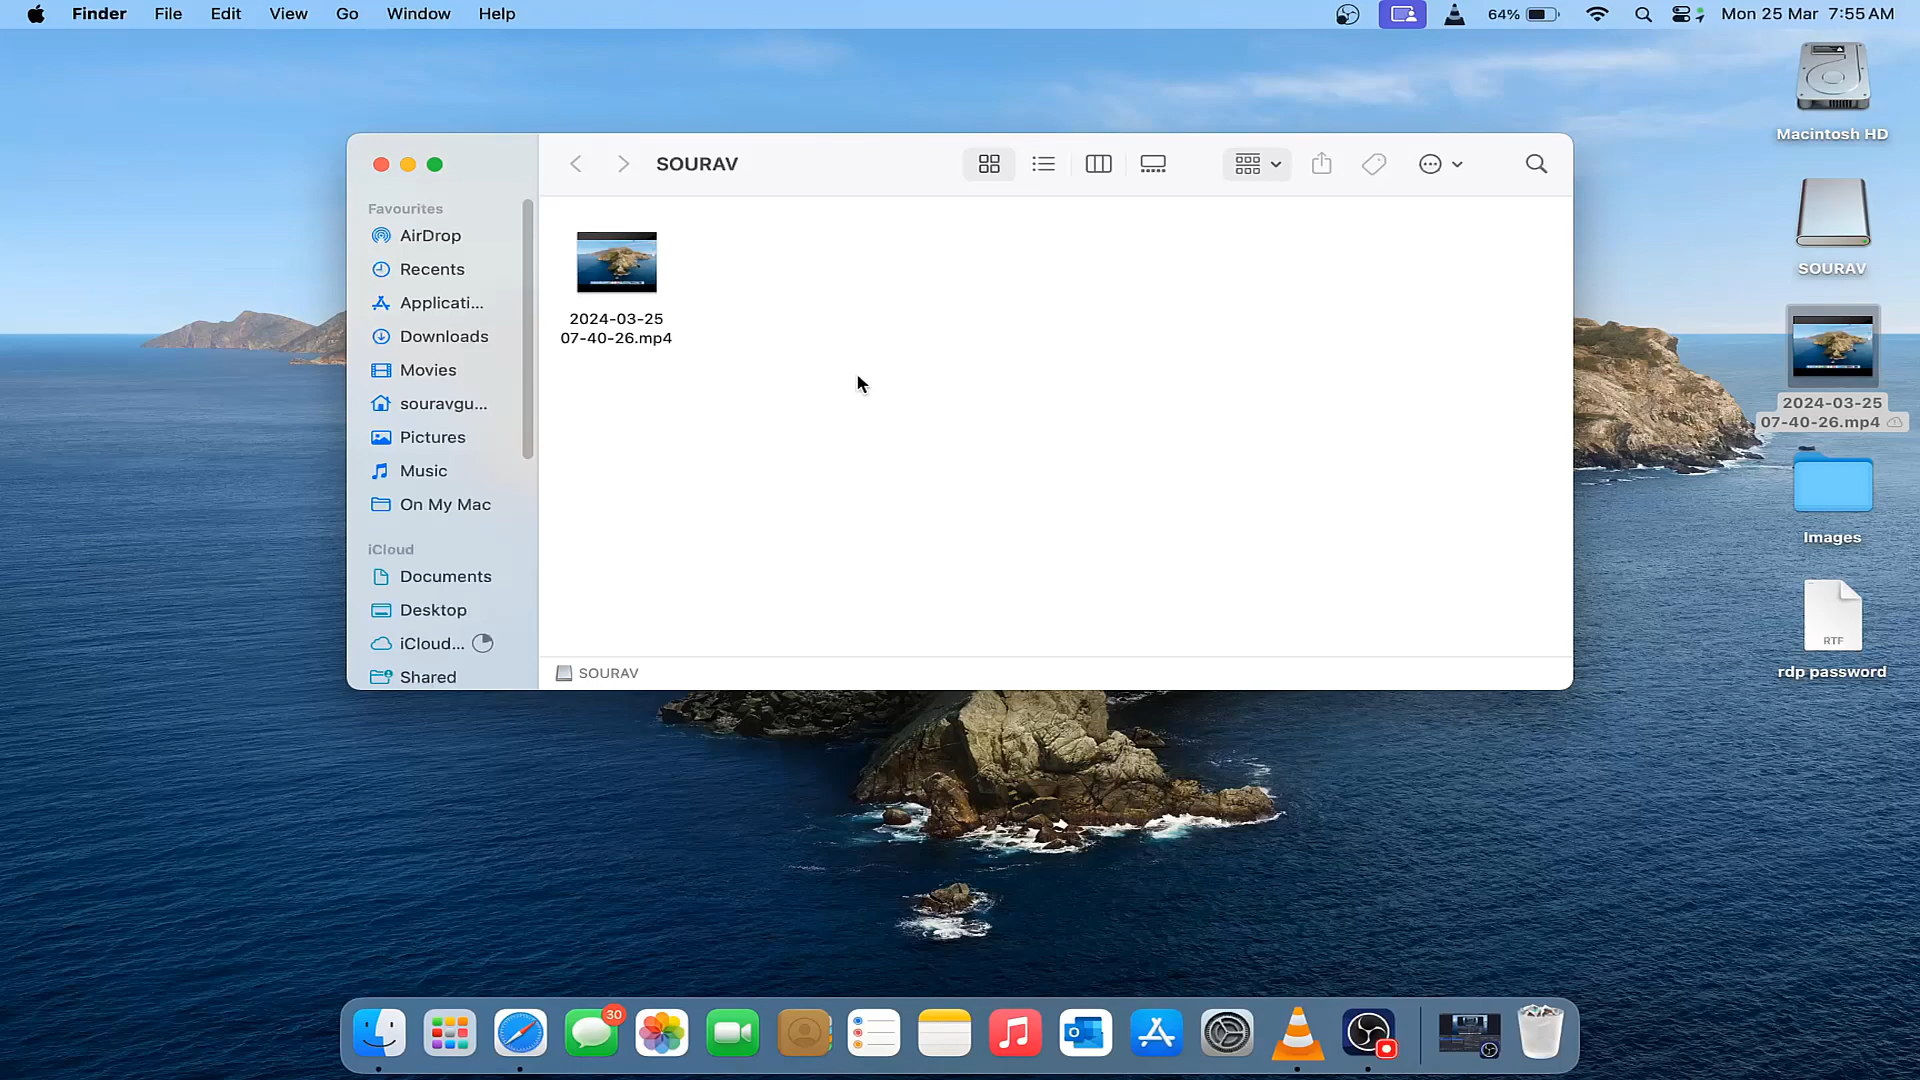 Finder File Edit View Go Window Help 64% Mon 25 Mar 7:55 AM
Macintosh HD
SOURAV
2024-03-25
07-40-26.mp4
Images
RTF
rdp password
SOURAV
Favourites
AirDrop
Recents
Applicati...
Downloads
Movies
souravgu...
Pictures
Music
On My Mac
iCloud
Documents
Desktop
iCloud...
Shared
2024-03-25
07-40-26.mp4
SOURAV
30